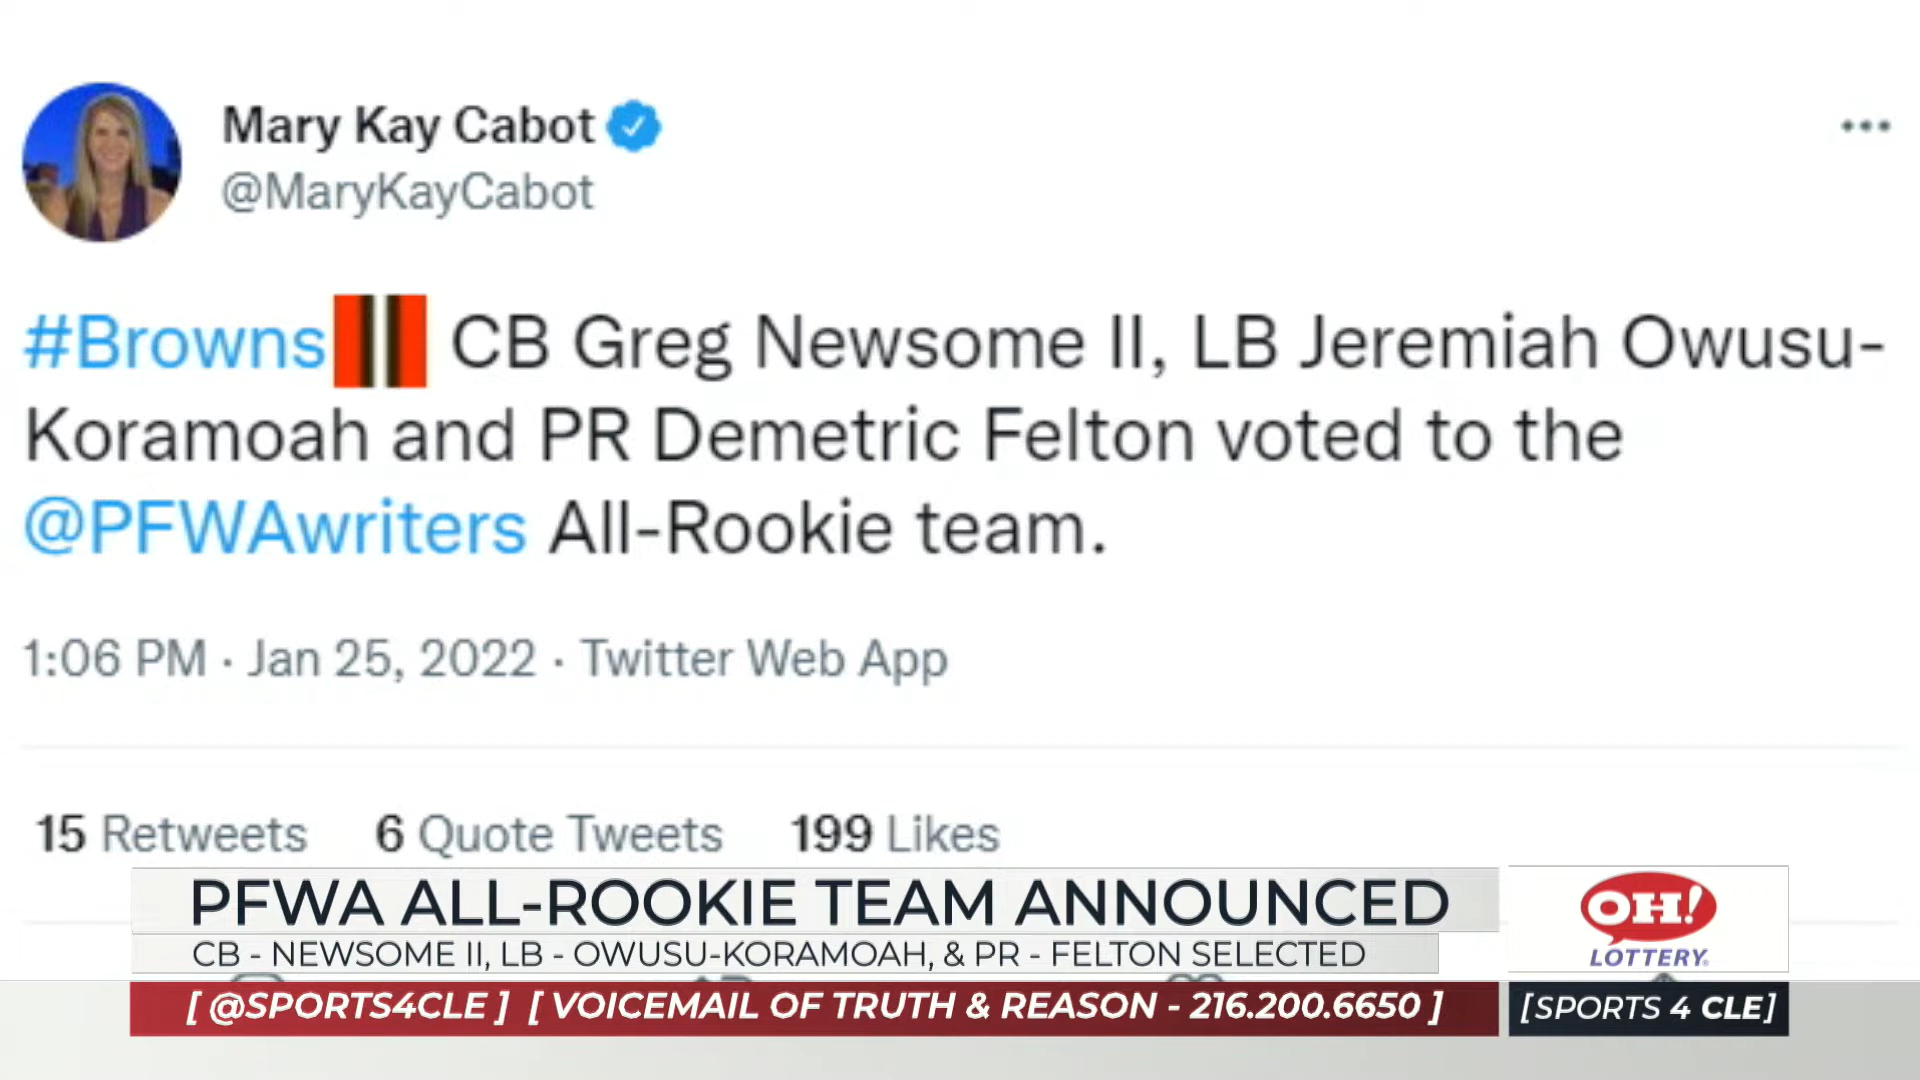 Mary Kay Cabot
@MaryKayCabot
#Browns CB Greg Newsome II, LB Jeremiah Owusu-
Koramoah and PR Demetric Felton voted to the
@PFWAwriters All-Rookie team.
1:06 PM · Jan 25, 2022 · Twitter Web App
15 Retweets 6 Quote Tweets 199 Likes
PFWA ALL-ROOKIE TEAM ANNOUNCED
CB - NEWSOME II, LB - OWUSU-KORAMOAH, & PR - FELTON SELECTED
[ @SPORTS4CLE ] [ VOICEMAIL OF TRUTH & REASON - 216.200.6650 ]
OH!
LOTTERY
[SPORTS 4 CLE]